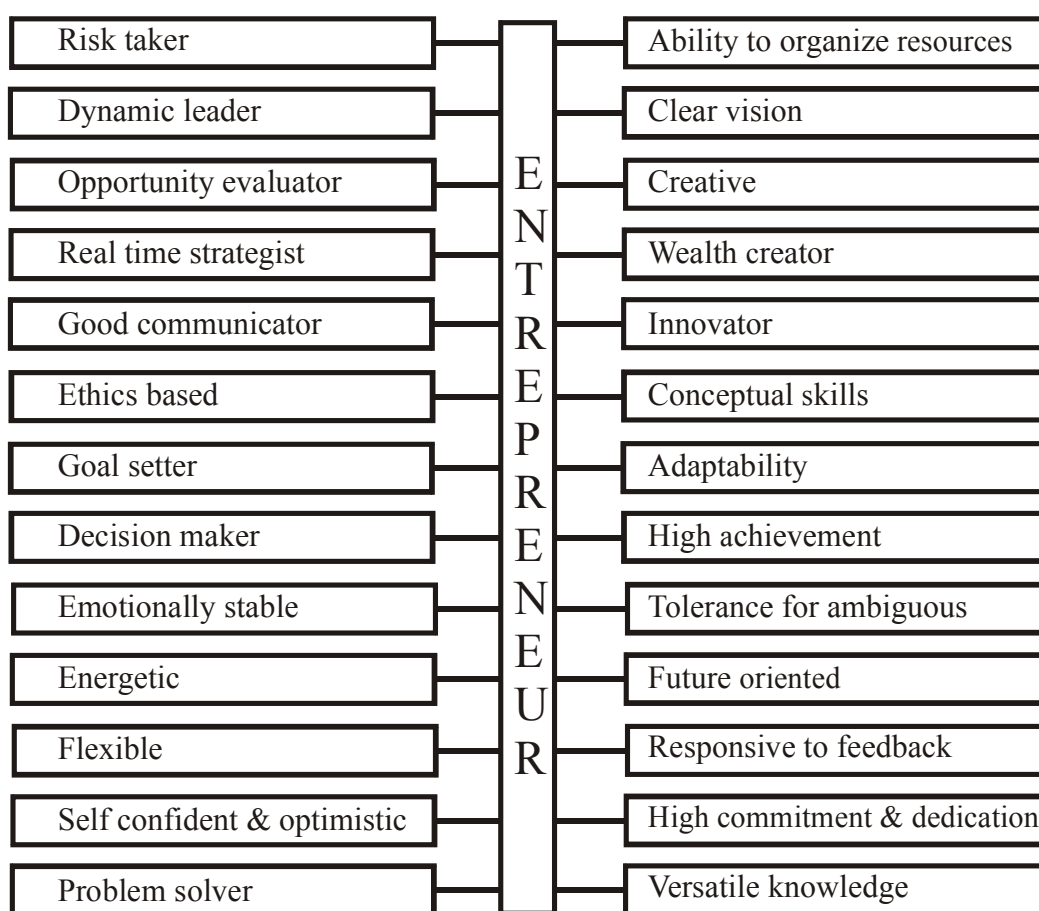 Risk taker
Dynamic leader
Opportunity evaluator
Real time strategist
Good communicator
Ethics based
Goal setter
Decision maker
Emotionally stable
Energetic
Flexible
Self confident & optimistic
Problem solver
ENTREPRENEUR
Ability to organize resources
Clear vision
Creative
Wealth creator
Innovator
Conceptual skills
Adaptability
High achievement
Tolerance for ambiguous
Future oriented
Responsive to feedback
High commitment & dedication
Versatile knowledge